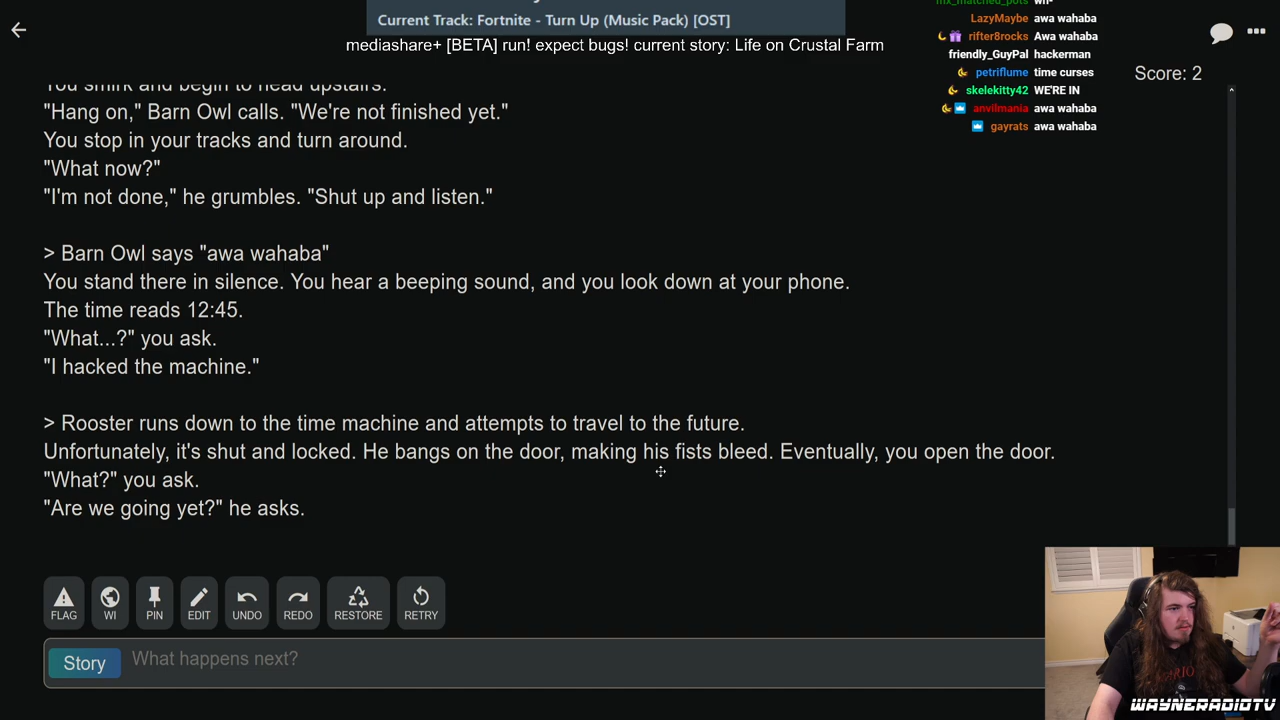 Current Track: Fortnite - Turn Up (Music Pack) [OST]
mediashare+ [BETA] run! expect bugs! current story: Life on Crustal Farm
mx_matched_pots wh-
LazyMaybe awa wahaba
rifter8rocks Awa wahaba
friendly_GuyPal hackerman
petriflume time curses
skelekitty42 WE'RE IN
anvilmania awa wahaba
gayrats awa wahaba
Score: 2
You smirk and begin to head upstairs.
"Hang on," Barn Owl calls. "We're not finished yet."
You stop in your tracks and turn around.
"What now?"
"I'm not done," he grumbles. "Shut up and listen."
> Barn Owl says "awa wahaba"
You stand there in silence. You hear a beeping sound, and you look down at your phone.
The time reads 12:45.
"What...?" you ask.
"I hacked the machine."
> Rooster runs down to the time machine and attempts to travel to the future.
Unfortunately, it's shut and locked. He bangs on the door, making his fists bleed. Eventually, you open the door.
"What?" you ask.
"Are we going yet?" he asks.
FLAG
WI
PIN
EDIT
UNDO
REDO
RESTORE
RETRY
Story
What happens next?
WAYNERADIOTV